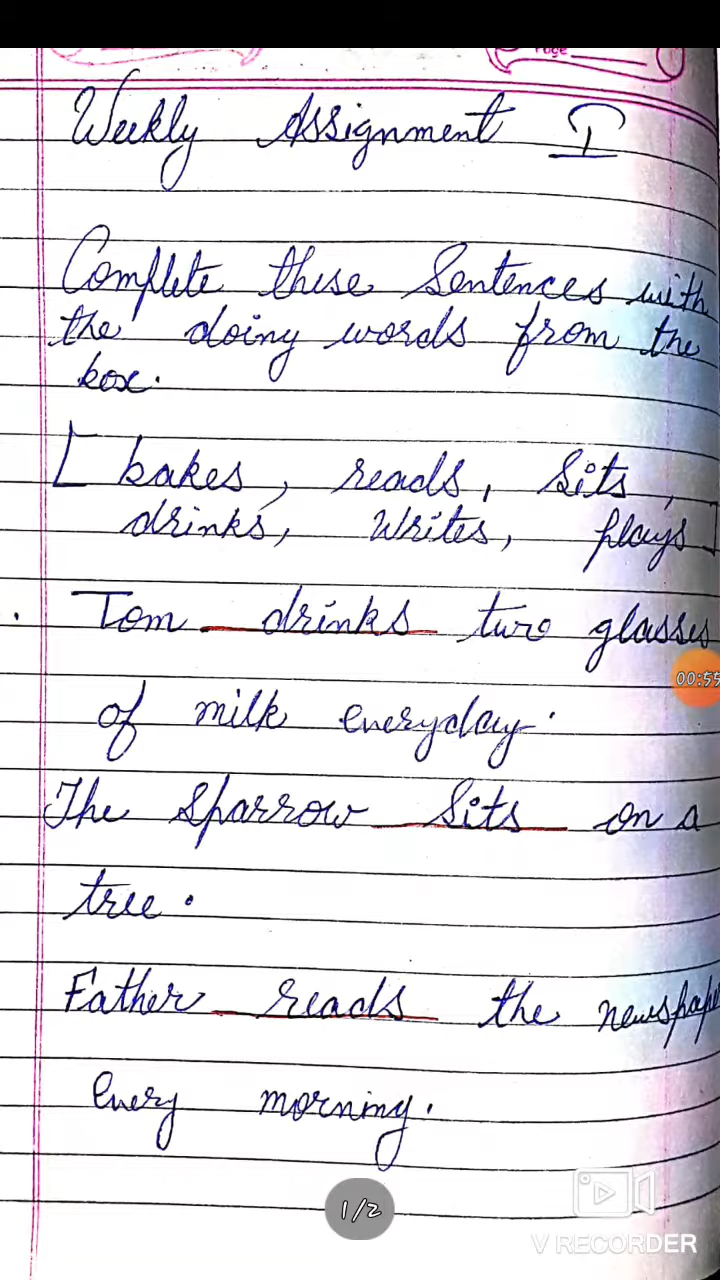 Page
Weekly Assignment I
Complete these Sentences with
the doing words from the
box.
[ bakes, reads, Sits,
drinks, Writes, plays ]
. Tom drinks two glasses
00:55
of milk everyday.
The Sparrow Sits on a
tree.
Father reads the newspape
every morning.
1/2
V RECORDER